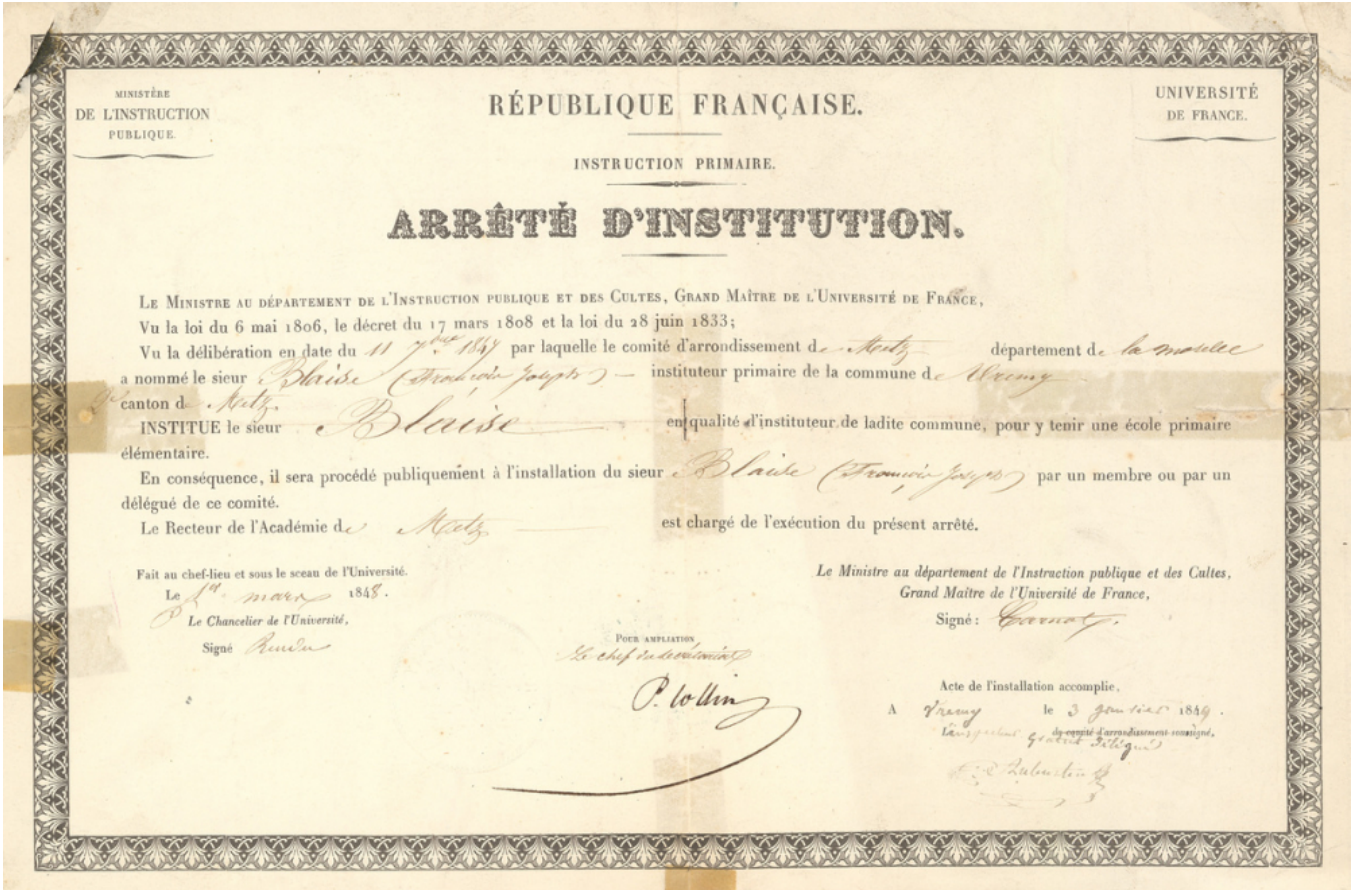 MINISTÈRE
DE L'INSTRUCTION
PUBLIQUE.
RÉPUBLIQUE FRANÇAISE.
UNIVERSITÉ
DE FRANCE.
INSTRUCTION PRIMAIRE.
ARRÊTÉ D'INSTITUTION.
LE MINISTRE AU DÉPARTEMENT DE L'INSTRUCTION PUBLIQUE ET DES CULTES, GRAND MAÎTRE DE L'UNIVERSITÉ DE FRANCE,
Vu la loi du 6 mai 1806, le décret du 17 mars 1808 et la loi du 28 juin 1833;
Vu la délibération en date du 11 7bre 1847 par laquelle le comité d'arrondissement de Metz département de la moselle
a nommé le sieur Blaise (François Joseph) instituteur primaire de la commune de Vremy
canton de Metz
INSTITUE le sieur Blaise en qualité d'instituteur de ladite commune, pour y tenir une école primaire
élémentaire.
En conséquence, il sera procédé publiquement à l'installation du sieur Blaise (François Joseph) par un membre ou par un
délégué de ce comité.
Le Recteur de l'Académie de Metz est chargé de l'exécution du présent arrêté.
Fait au chef-lieu et sous le sceau de l'Université.
Le 1er mars 1848.
Le Chancelier de l'Université,
Signé Rendu
POUR AMPLIATION
Le chef du secrétariat
P. Collin
Le Ministre au département de l'Instruction publique et des Cultes,
Grand Maître de l'Université de France,
Signé : Carnot.
Acte de l'installation accomplie.
A Vremy le 3 janvier 1849.
L'inspecteur du comité d'arrondissement soussigné,
gratuit délégué